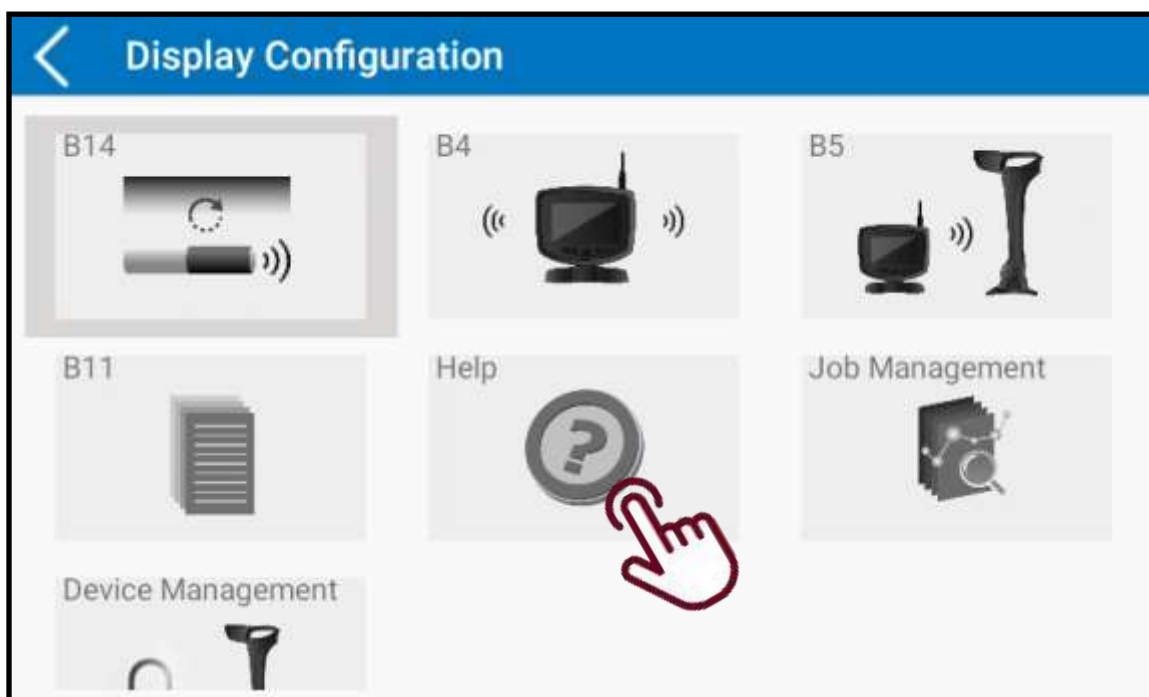 Display Configuration
B14
B4
B5
B11
Help
Job Management
Device Management